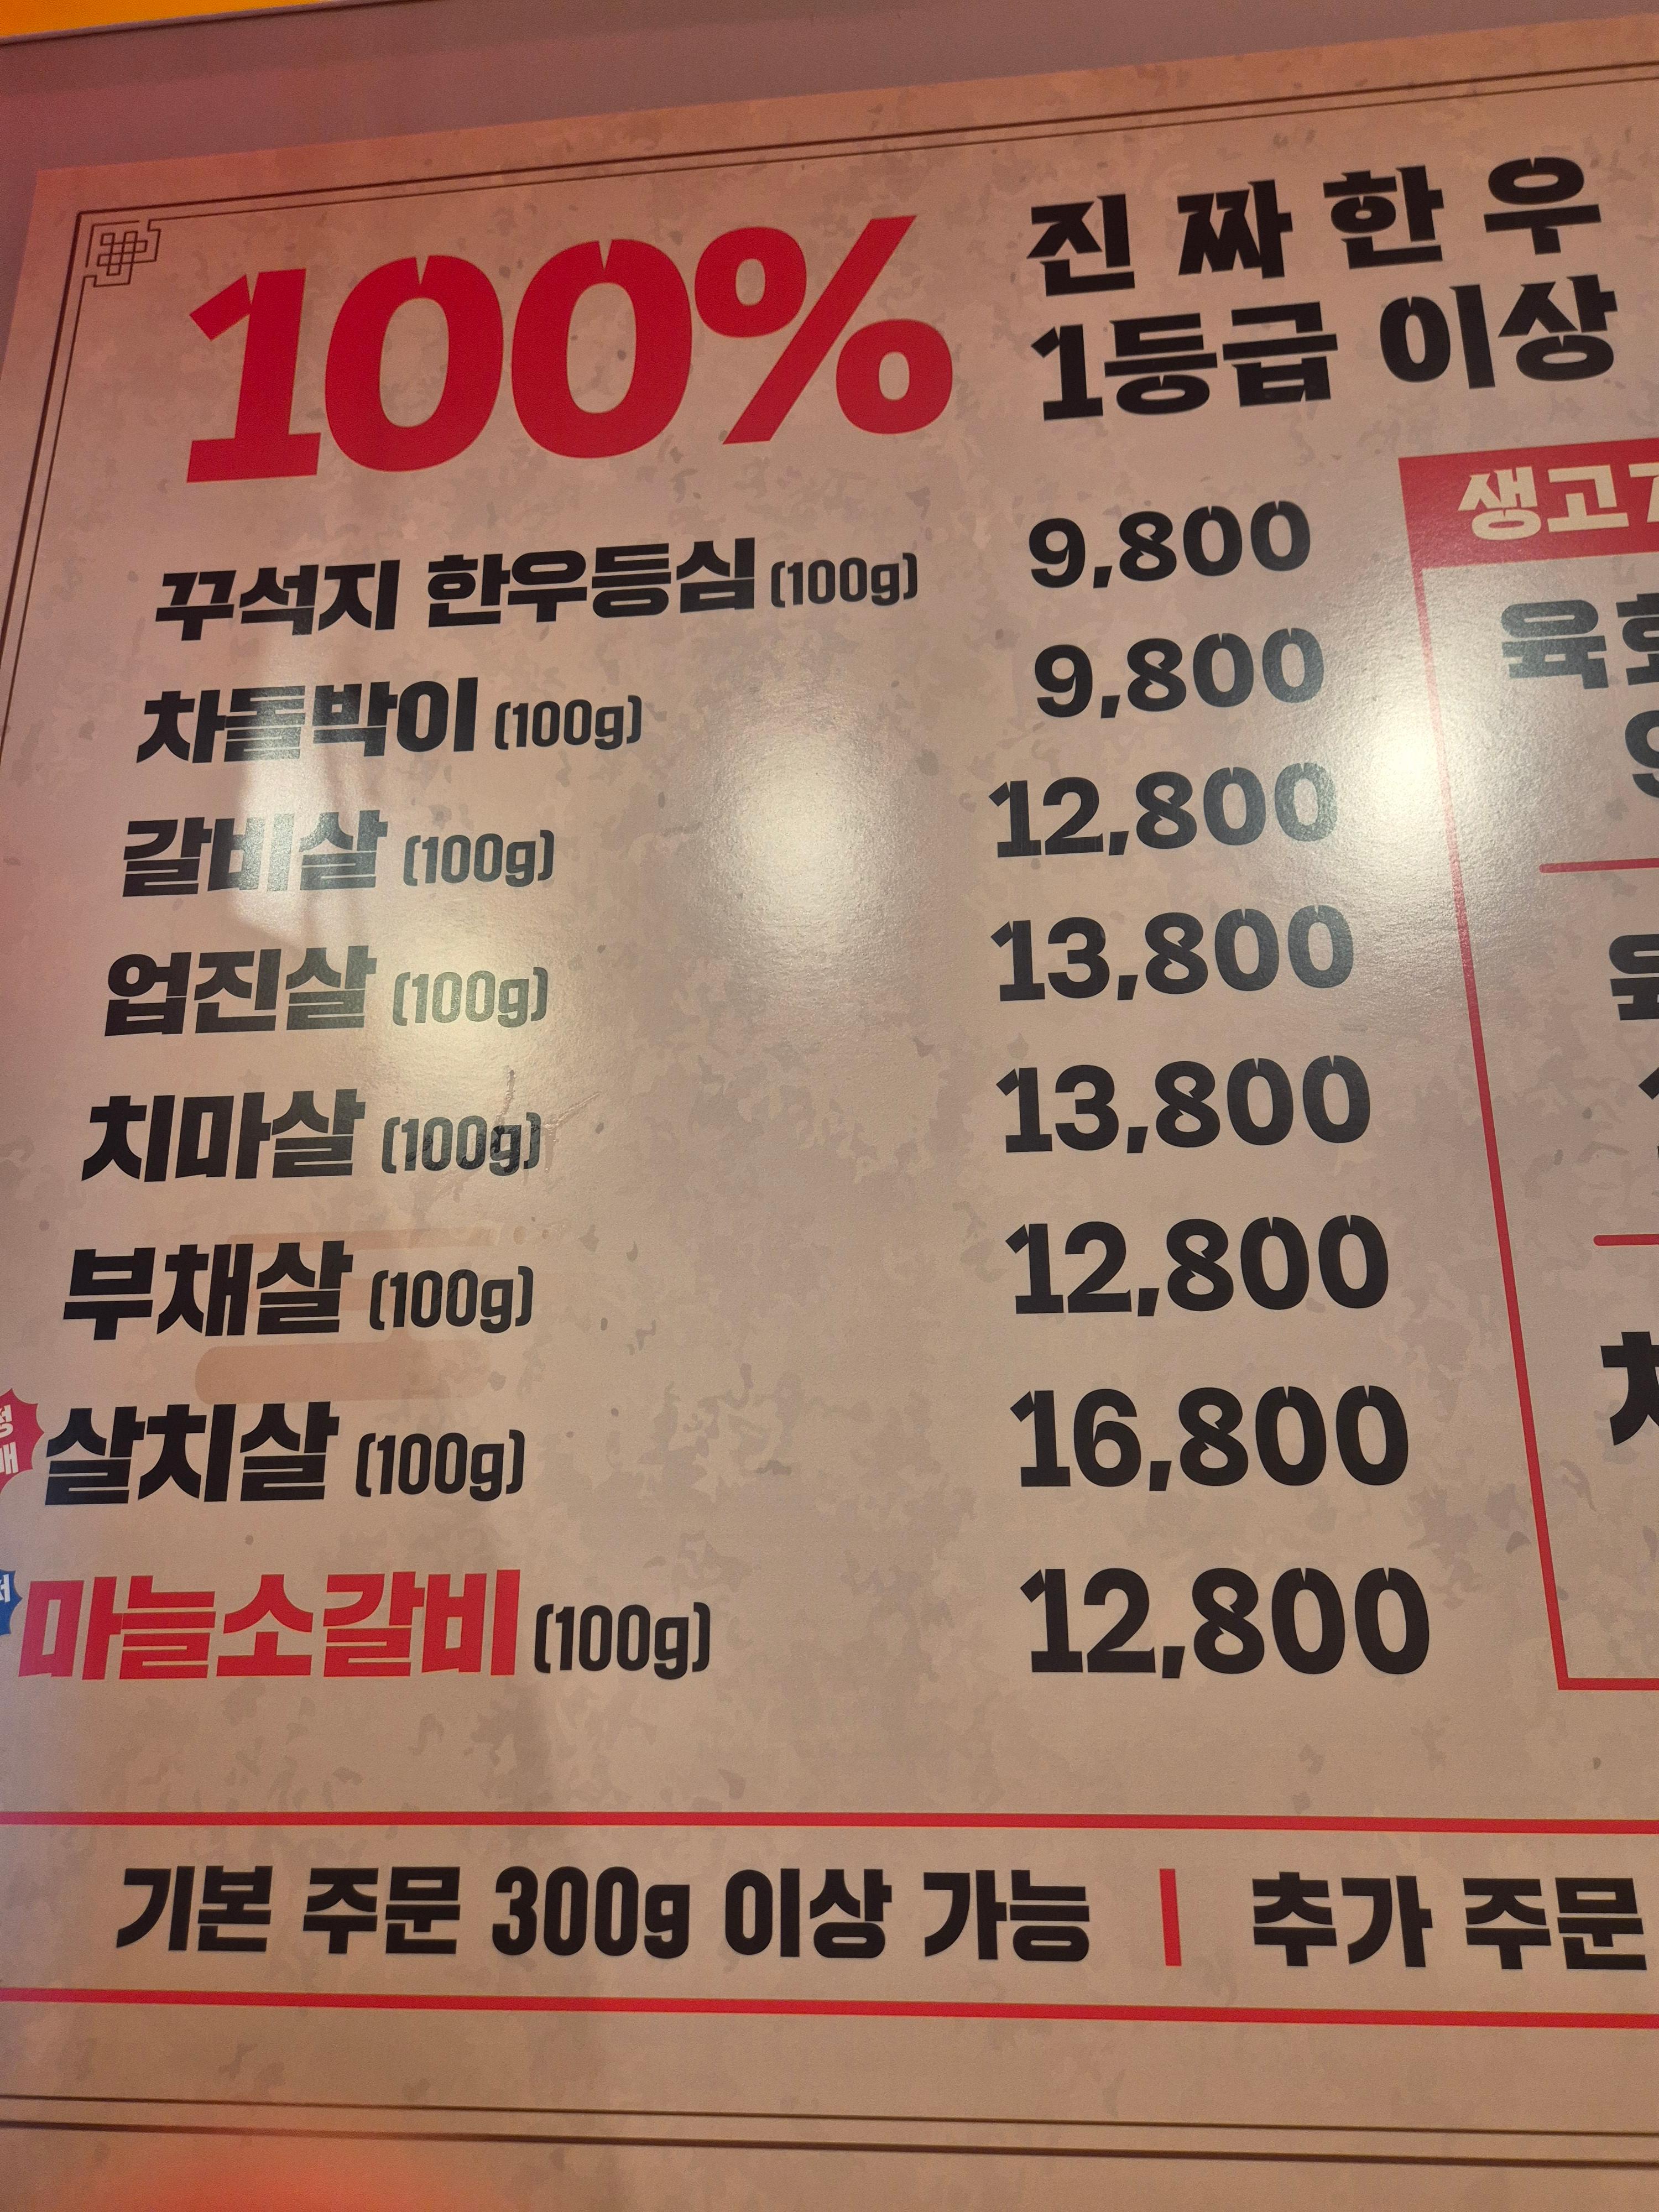 100%
진짜한우
1등급 이상
꾸석지 한우등심 (100g) 9,800
차돌박이 (100g) 9,800
갈비살 (100g) 12,800
업진살 (100g) 13,800
치마살 (100g) 13,800
부채살 (100g) 12,800
살치살 (100g) 16,800
마늘소갈비 (100g) 12,800
생고
육회
기본 주문 300g 이상 가능 | 추가 주문